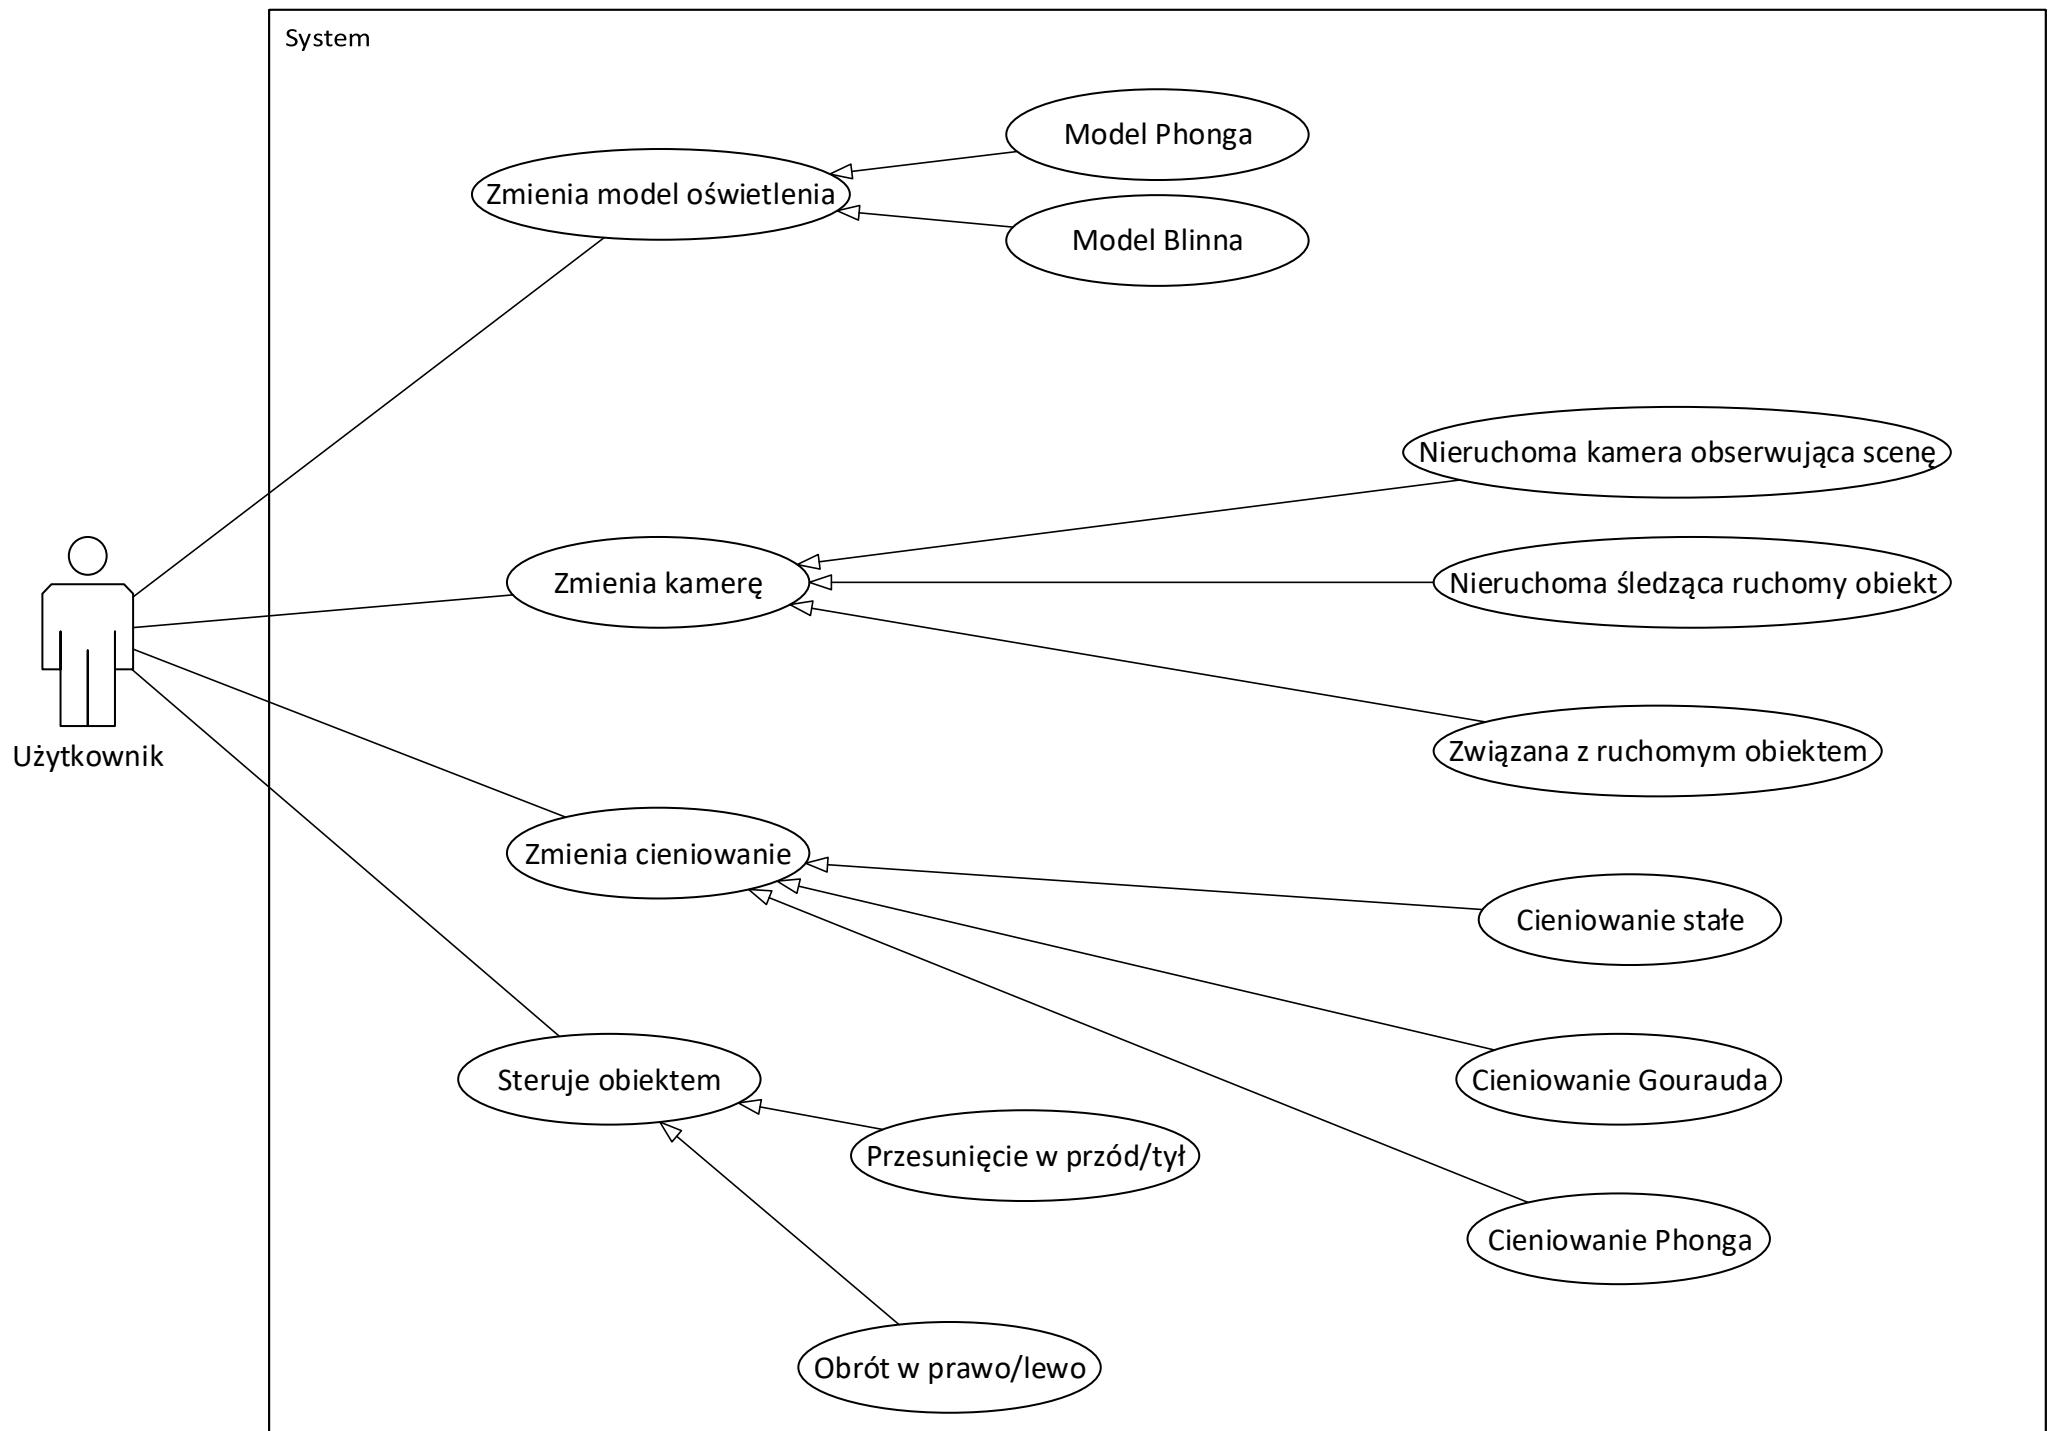 System
Model Phonga
Zmienia model oświetlenia
Model Blinna
Nieruchoma kamera obserwująca scenę
Zmienia kamerę
Nieruchoma śledząca ruchomy obiekt
Użytkownik
Związana z ruchomym obiektem
Zmienia cieniowanie
Cieniowanie stałe
Steruje obiektem
Cieniowanie Gourauda
Przesunięcie w przód/tył
Cieniowanie Phonga
Obrót w prawo/lewo